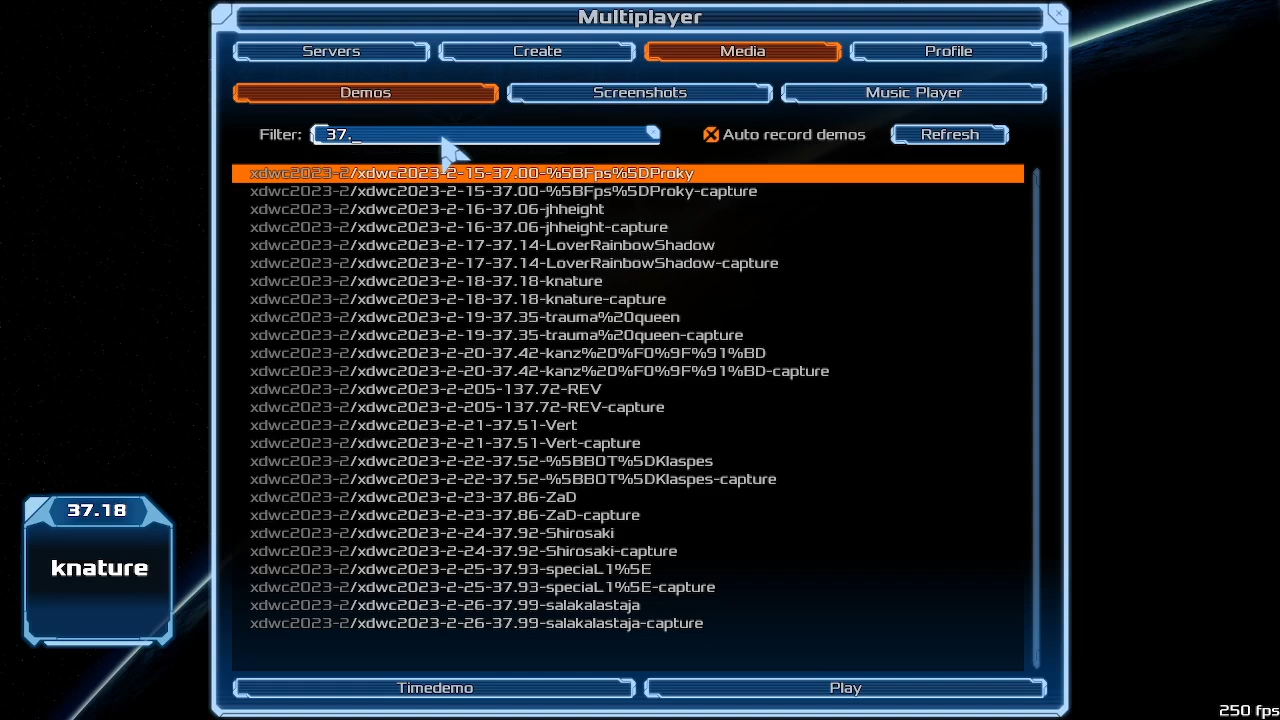 Multiplayer
Servers Create Media Profile
Demos Screenshots Music Player
Filter: 37._ Auto record demos Refresh
xdwc2023-2/xdwc2023-2-15-37.00-%5BFps%5DProky
xdwc2023-2/xdwc2023-2-15-37.00-%5BFps%5DProky-capture
xdwc2023-2/xdwc2023-2-16-37.06-jhheight
xdwc2023-2/xdwc2023-2-16-37.06-jhheight-capture
xdwc2023-2/xdwc2023-2-17-37.14-LoverRainbowShadow
xdwc2023-2/xdwc2023-2-17-37.14-LoverRainbowShadow-capture
xdwc2023-2/xdwc2023-2-18-37.18-knature
xdwc2023-2/xdwc2023-2-18-37.18-knature-capture
xdwc2023-2/xdwc2023-2-19-37.35-trauma%20queen
xdwc2023-2/xdwc2023-2-19-37.35-trauma%20queen-capture
xdwc2023-2/xdwc2023-2-20-37.42-kanz%20%F0%9F%91%BD
xdwc2023-2/xdwc2023-2-20-37.42-kanz%20%F0%9F%91%BD-capture
xdwc2023-2/xdwc2023-2-205-137.72-REV
xdwc2023-2/xdwc2023-2-205-137.72-REV-capture
xdwc2023-2/xdwc2023-2-21-37.51-Vert
xdwc2023-2/xdwc2023-2-21-37.51-Vert-capture
xdwc2023-2/xdwc2023-2-22-37.52-%5BBOT%5DKlaspes
xdwc2023-2/xdwc2023-2-22-37.52-%5BBOT%5DKlaspes-capture
xdwc2023-2/xdwc2023-2-23-37.86-ZaD
xdwc2023-2/xdwc2023-2-23-37.86-ZaD-capture
xdwc2023-2/xdwc2023-2-24-37.92-Shirosaki
xdwc2023-2/xdwc2023-2-24-37.92-Shirosaki-capture
xdwc2023-2/xdwc2023-2-25-37.93-speciaL1%5E
xdwc2023-2/xdwc2023-2-25-37.93-speciaL1%5E-capture
xdwc2023-2/xdwc2023-2-26-37.99-salakalastaja
xdwc2023-2/xdwc2023-2-26-37.99-salakalastaja-capture
Timedemo Play
37.18
knature
250 fps